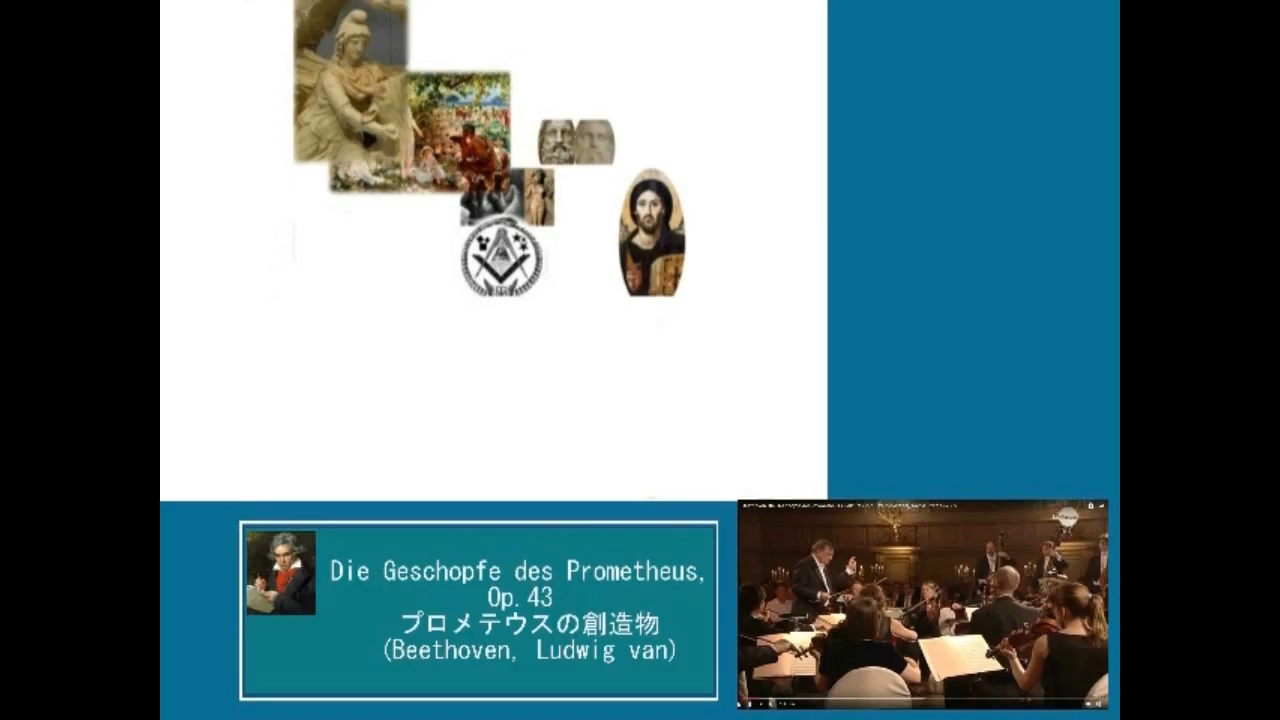 Die Geschopfe des Prometheus,
Op.43
プロメテウスの創造物
(Beethoven, Ludwig van)